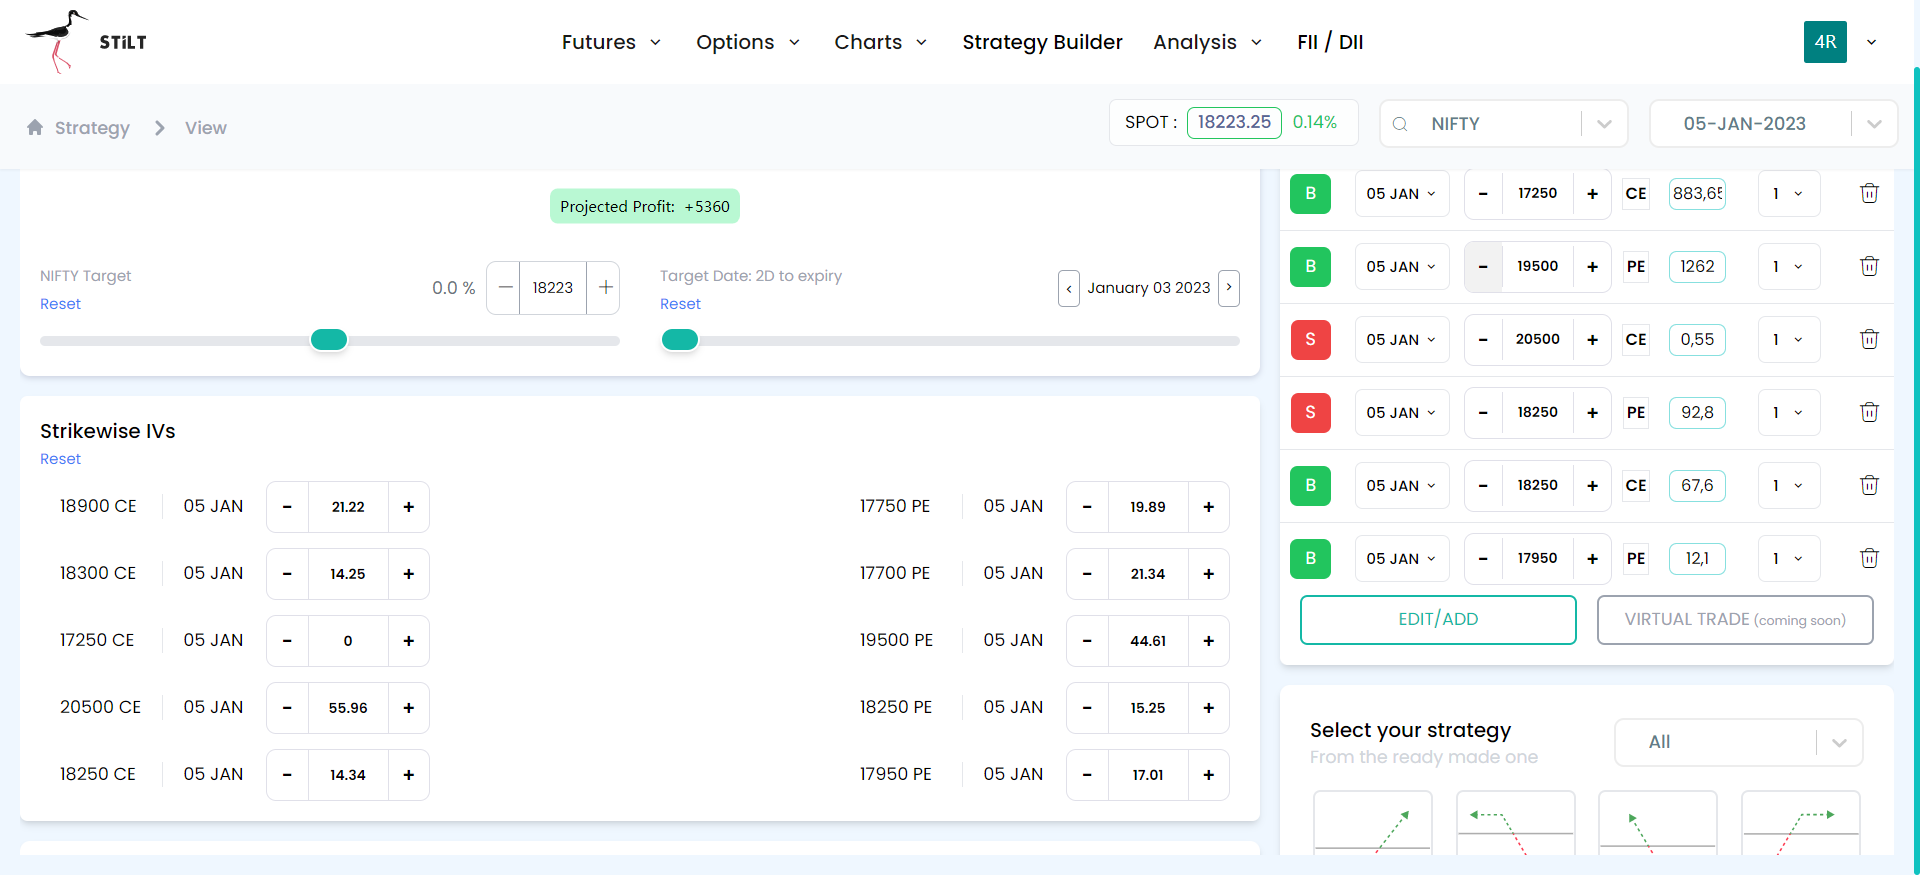 STiLT
Futures
Options
Charts
Strategy Builder
Analysis
FII / DII
4R
Strategy
View
SPOT : 18223.25 0.14%
NIFTY
05-JAN-2023
Projected Profit: +5360
NIFTY Target
Reset
0.0 %
18223
Target Date: 2D to expiry
Reset
January 03 2023
Strikewise IVs
Reset
18900 CE 05 JAN - 21.22 +
17750 PE 05 JAN - 19.89 +
18300 CE 05 JAN - 14.25 +
17700 PE 05 JAN - 21.34 +
17250 CE 05 JAN - 0 +
19500 PE 05 JAN - 44.61 +
20500 CE 05 JAN - 55.96 +
18250 PE 05 JAN - 15.25 +
18250 CE 05 JAN - 14.34 +
17950 PE 05 JAN - 17.01 +
B 05 JAN - 17250 + CE 883,65 1
B 05 JAN - 19500 + PE 1262 1
S 05 JAN - 20500 + CE 0,55 1
S 05 JAN - 18250 + PE 92,8 1
B 05 JAN - 18250 + CE 67,6 1
B 05 JAN - 17950 + PE 12,1 1
EDIT/ADD
VIRTUAL TRADE (coming soon)
Select your strategy
From the ready made one
All